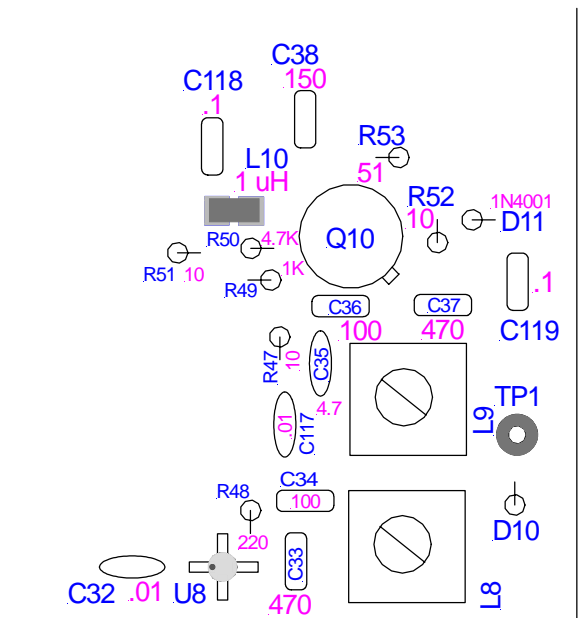 C38
150
C118
.1
R53
51
L10
1 uH
R52
10
1N4001
D11
Q10
R50
4.7K
R51
10
1K
R49
.1
C36
C37
100
470
C119
R47
10
C35
4.7
TP1
L9
.01
C117
C34
100
R48
220
D10
C33
C32
.01
U8
470
L8